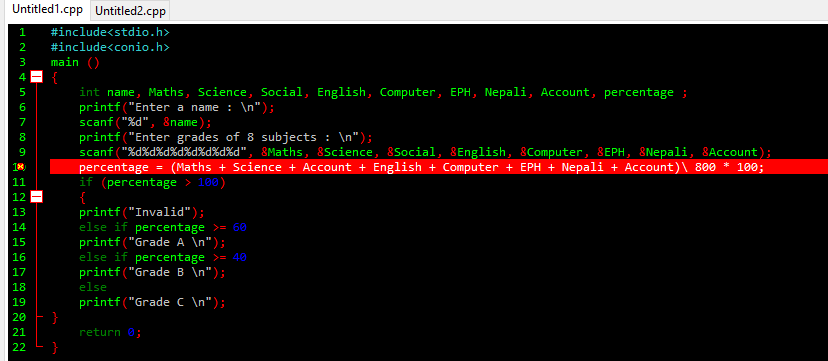 Untitled1.cpp Untitled2.cpp
1 #include<stdio.h>
2 #include<conio.h>
3 main ()
4 {
5 int name, Maths, Science, Social, English, Computer, EPH, Nepali, Account, percentage ;
6 printf("Enter a name : \n");
7 scanf("%d", &name);
8 printf("Enter grades of 8 subjects : \n");
9 scanf("%d%d%d%d%d%d%d%d", &Maths, &Science, &Social, &English, &Computer, &EPH, &Nepali, &Account);
10 percentage = (Maths + Science + Account + English + Computer + EPH + Nepali + Account)\ 800 * 100;
11 if (percentage > 100)
12 {
13 printf("Invalid");
14 else if percentage >= 60
15 printf("Grade A \n");
16 else if percentage >= 40
17 printf("Grade B \n");
18 else
19 printf("Grade C \n");
20 }
21 return 0;
22 }